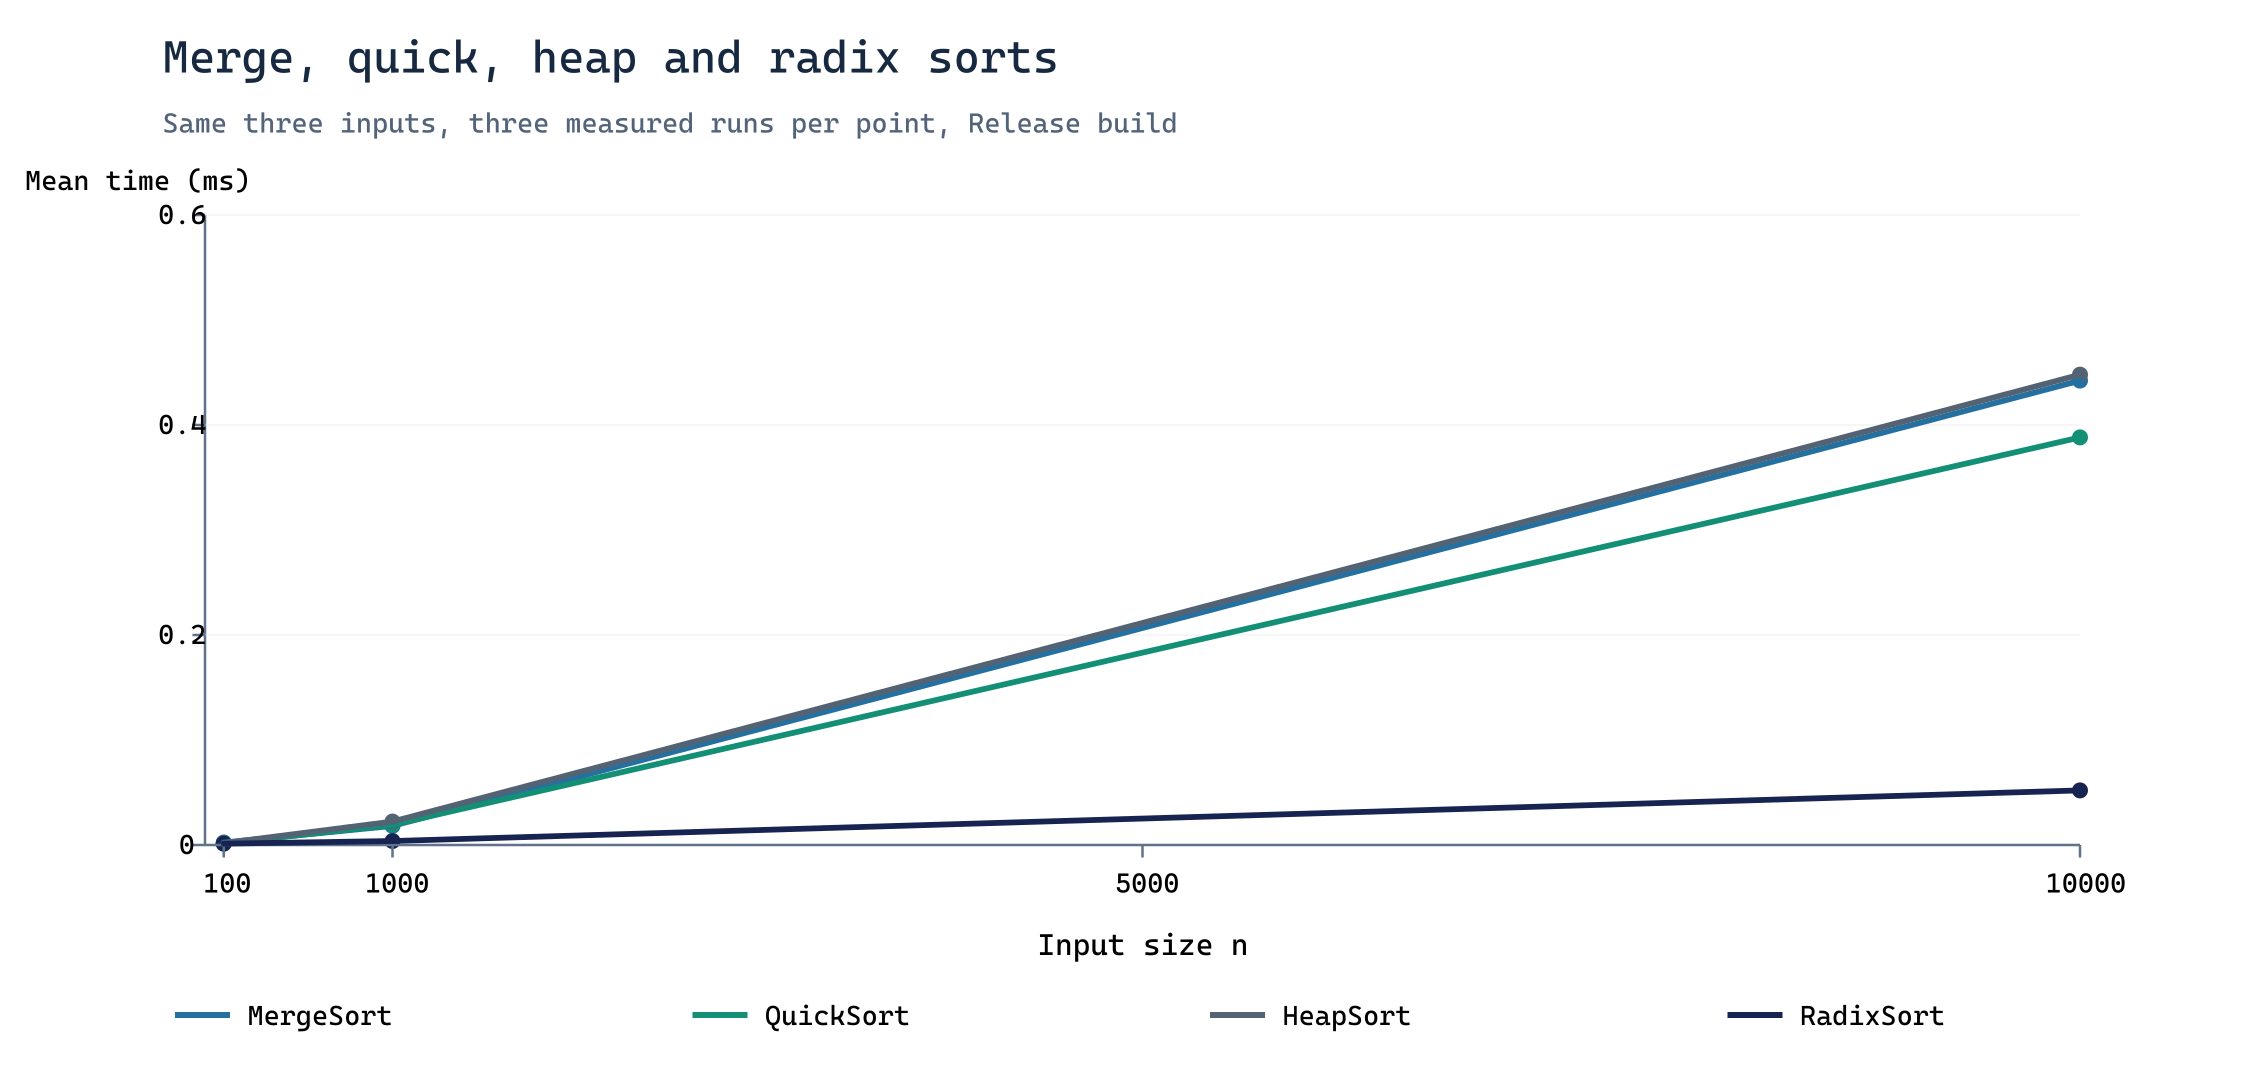 Merge, quick, heap and radix sorts
Same three inputs, three measured runs per point, Release build
Mean time (ms)
0.6
0.4
0.2
0
100 1000 5000 10000
Input size n
MergeSort QuickSort HeapSort RadixSort